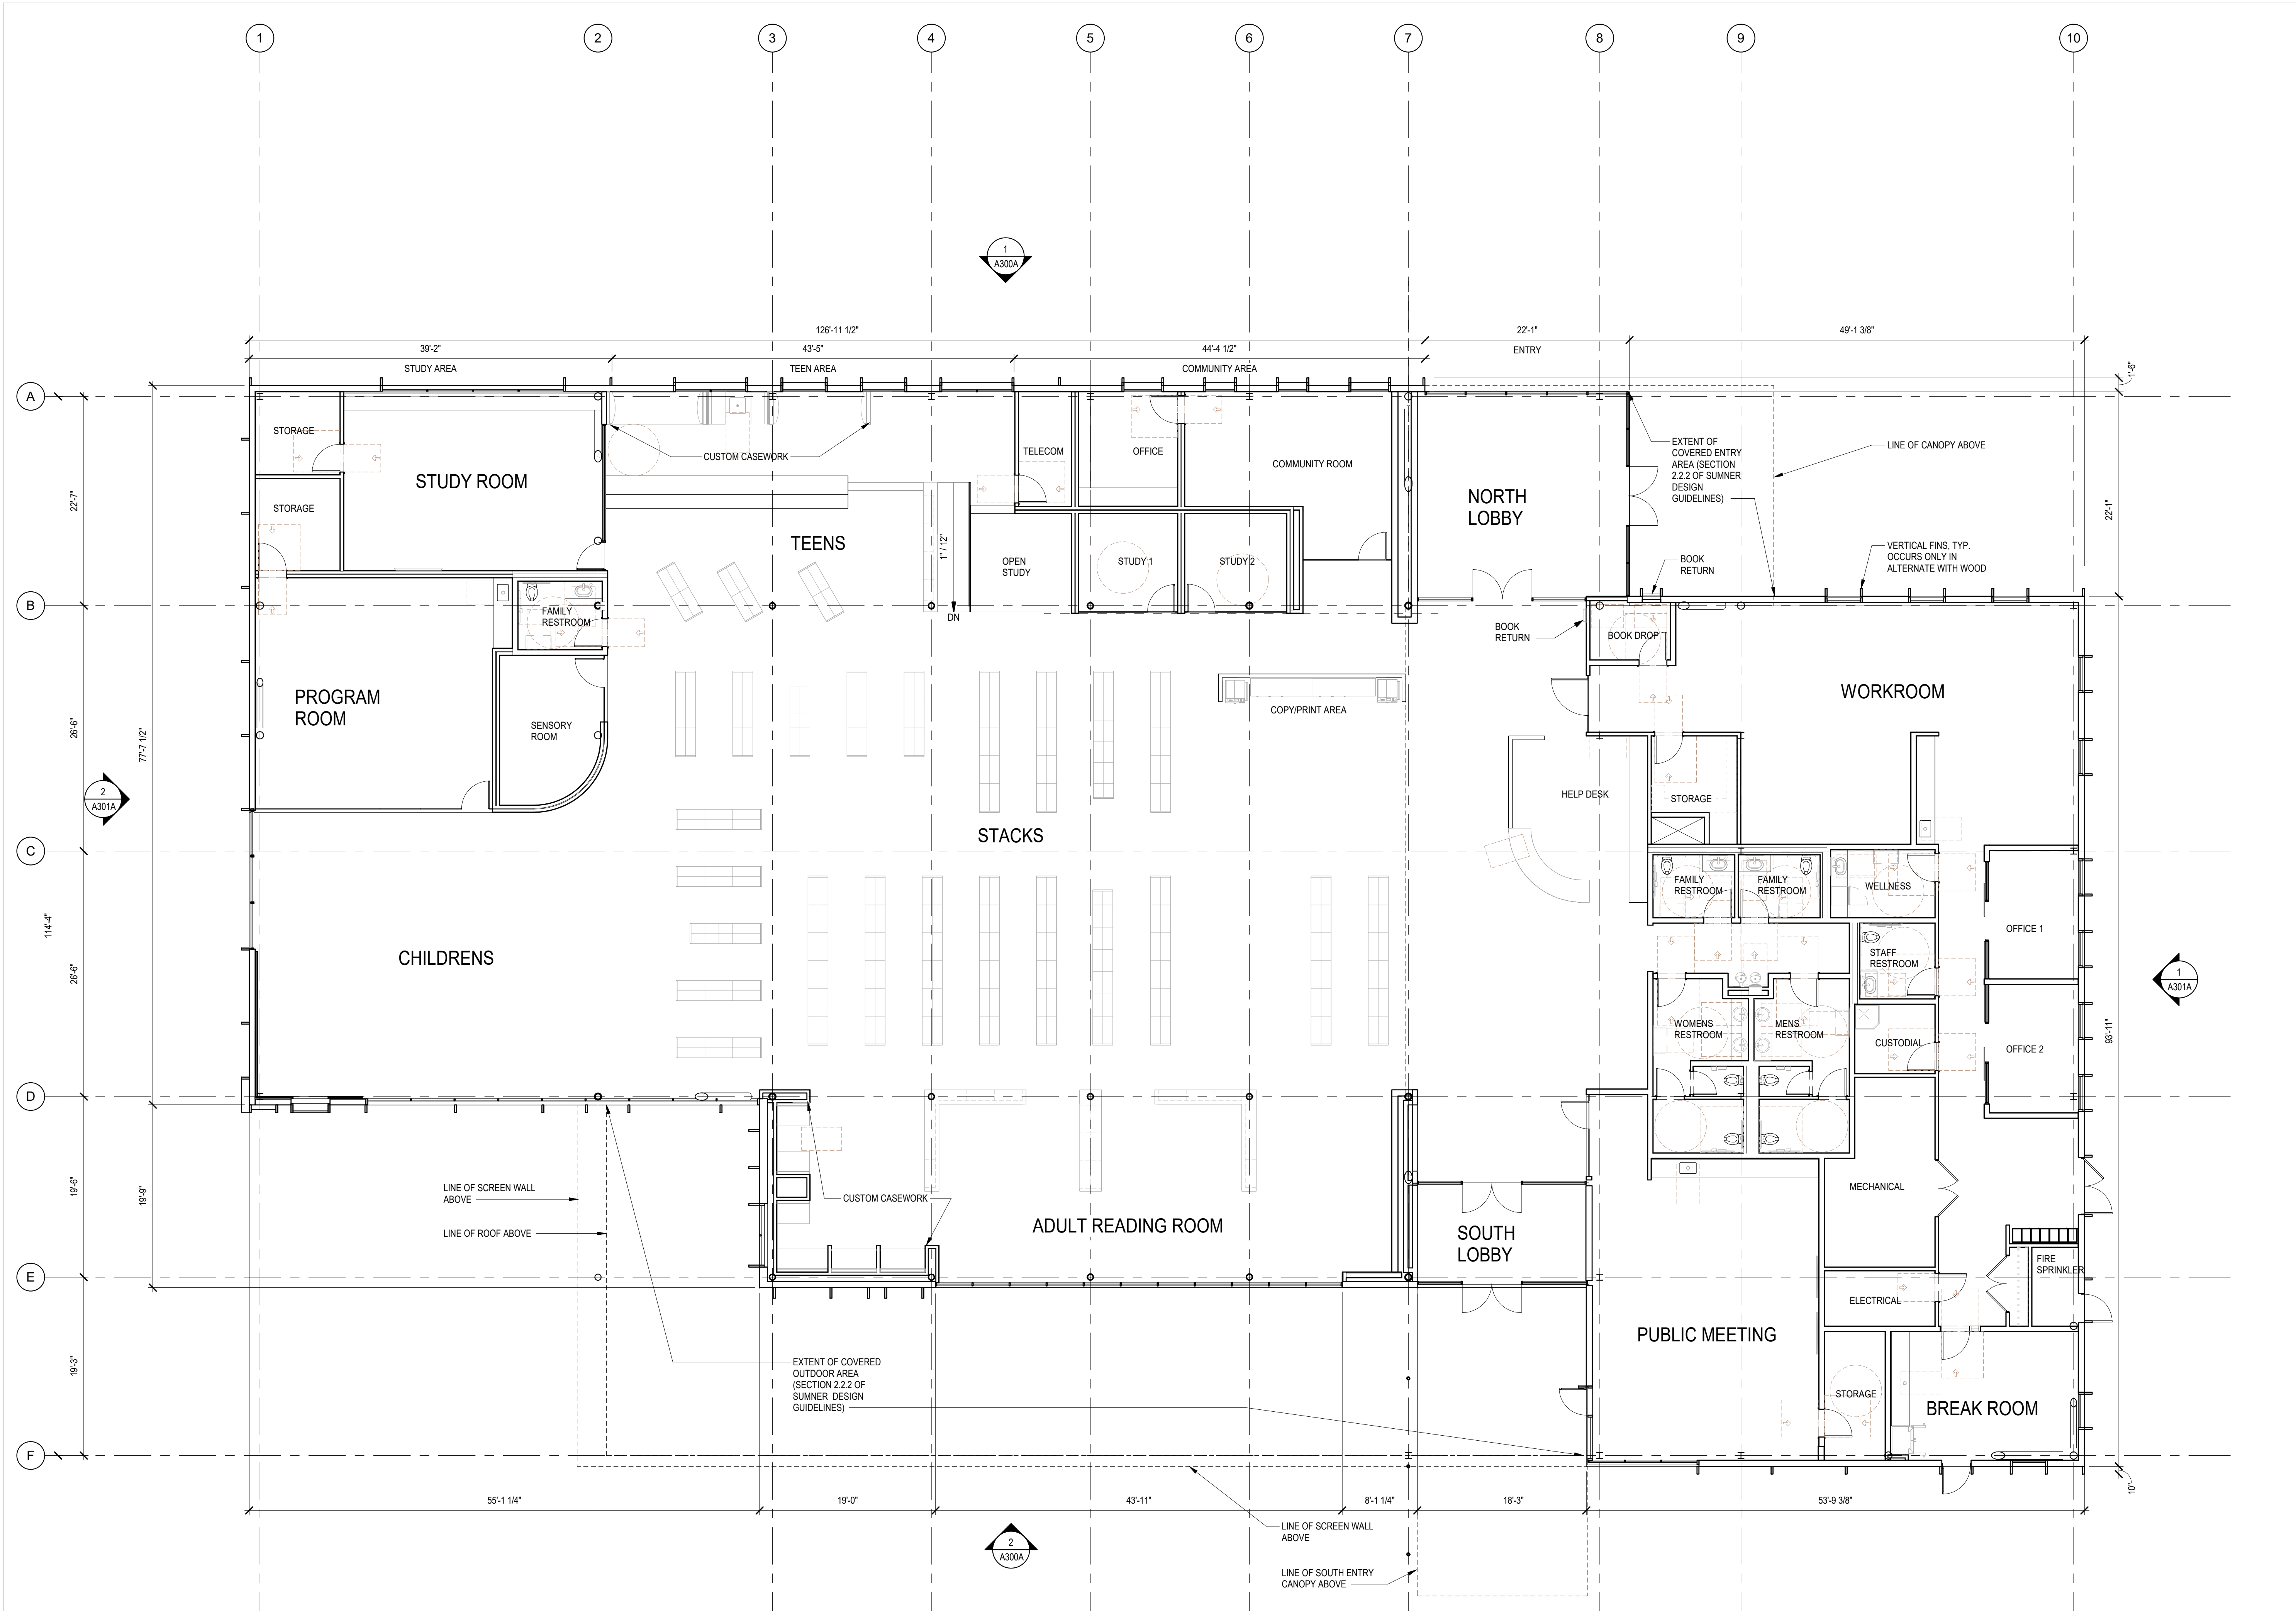 1
2
3
4
5
6
7
8
9
10
1
A300A
126'-11 1/2"
22'-1"
49'-1 3/8"
39'-2"
43'-5"
44'-4 1/2"
ENTRY
STUDY AREA
TEEN AREA
COMMUNITY AREA
1'-6"
A
STORAGE
STUDY ROOM
CUSTOM CASEWORK
TELECOM
OFFICE
COMMUNITY ROOM
NORTH
LOBBY
EXTENT OF
COVERED ENTRY
AREA (SECTION
2.2.2 OF SUMNER
DESIGN
GUIDELINES)
LINE OF CANOPY ABOVE
22'-7"
22'-1"
STORAGE
TEENS
1" / 12"
OPEN
STUDY
STUDY 1
STUDY 2
BOOK
RETURN
VERTICAL FINS, TYP.
OCCURS ONLY IN
ALTERNATE WITH WOOD
B
FAMILY
RESTROOM
DN
BOOK
RETURN
BOOK DROP
PROGRAM
ROOM
SENSORY
ROOM
COPY/PRINT AREA
WORKROOM
26'-6"
77'-7 1/2"
2
A301A
HELP DESK
STORAGE
STACKS
C
FAMILY
RESTROOM
FAMILY
RESTROOM
WELLNESS
114'-4"
OFFICE 1
CHILDRENS
STAFF
RESTROOM
26'-6"
1
A301A
WOMENS
RESTROOM
MENS
RESTROOM
CUSTODIAL
OFFICE 2
93'-11"
D
19'-6"
19'-9"
LINE OF SCREEN WALL
ABOVE
CUSTOM CASEWORK
MECHANICAL
LINE OF ROOF ABOVE
ADULT READING ROOM
SOUTH
LOBBY
E
FIRE
SPRINKLER
ELECTRICAL
PUBLIC MEETING
19'-3"
EXTENT OF COVERED
OUTDOOR AREA
(SECTION 2.2.2 OF
SUMNER DESIGN
GUIDELINES)
STORAGE
BREAK ROOM
F
10"
55'-1 1/4"
19'-0"
43'-11"
8'-1 1/4"
18'-3"
53'-9 3/8"
LINE OF SCREEN WALL
ABOVE
2
A300A
LINE OF SOUTH ENTRY
CANOPY ABOVE